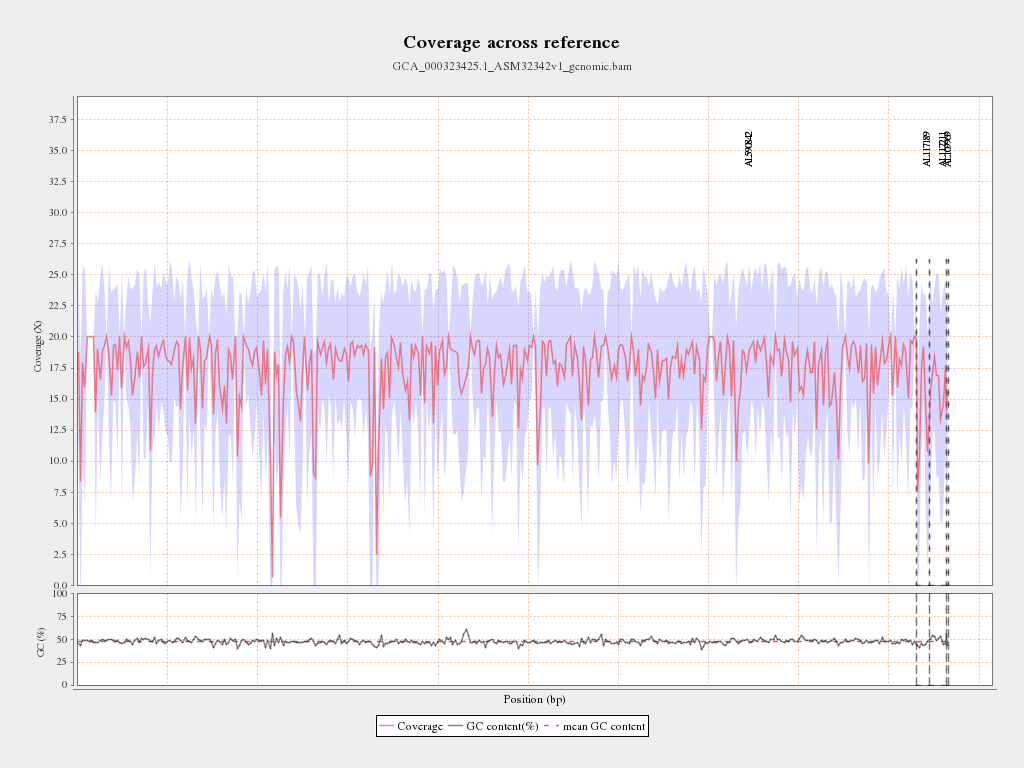 Coverage across reference
GCA_000323425.1_ASM32342v1_genomic.bam
37.5
35.0
32.5
30.0
27.5
25.0
22.5
20.0
17.5
15.0
12.5
10.0
7.5
5.0
2.5
0.0
Coverage (X)
AL590842
AL117189
AL117211
AL109969
100
75
50
25
0
GC (%)
Position (bp)
Coverage GC content(%) mean GC content